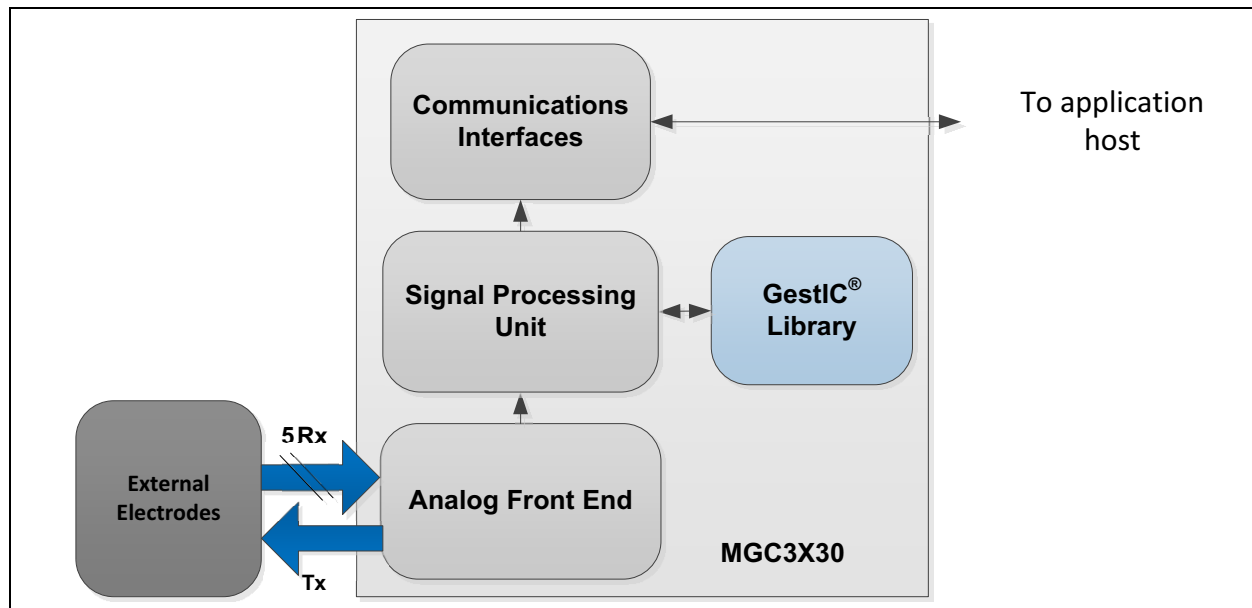 Communications
Interfaces
To application
host
Signal Processing
Unit
GestIC®
Library
5Rx
External
Electrodes
Analog Front End
Tx
MGC3X30